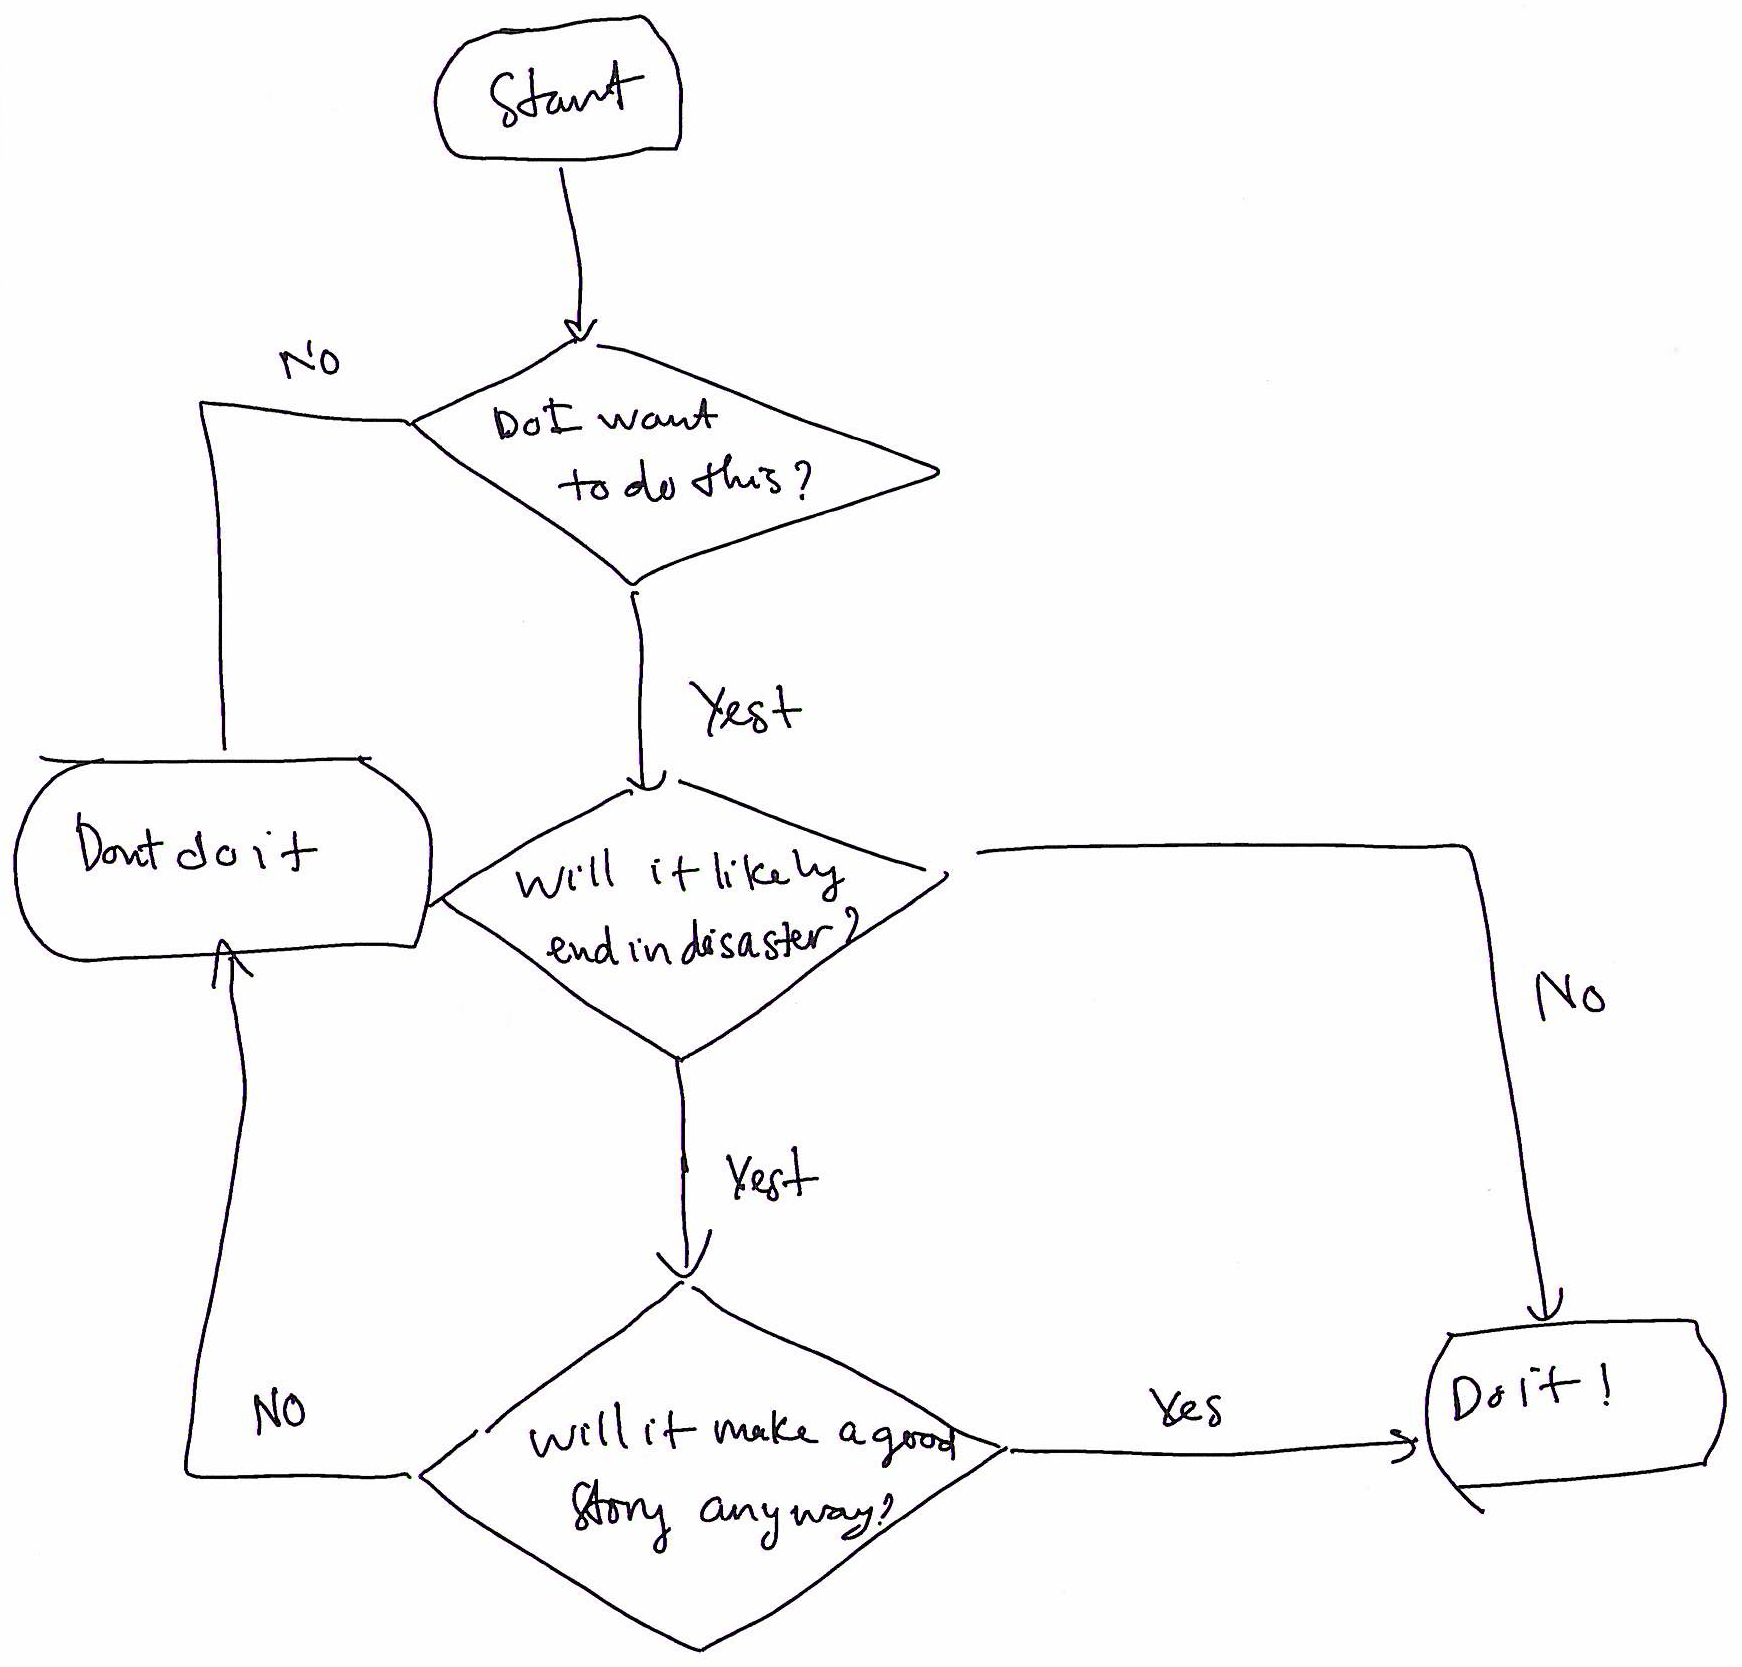 Start
No
Do I want
to do this?
Yest
Dont do it
Will it likely
end in disaster?
No
Yest
Do it!
No
Yes
Will it make a good
Story anyway?